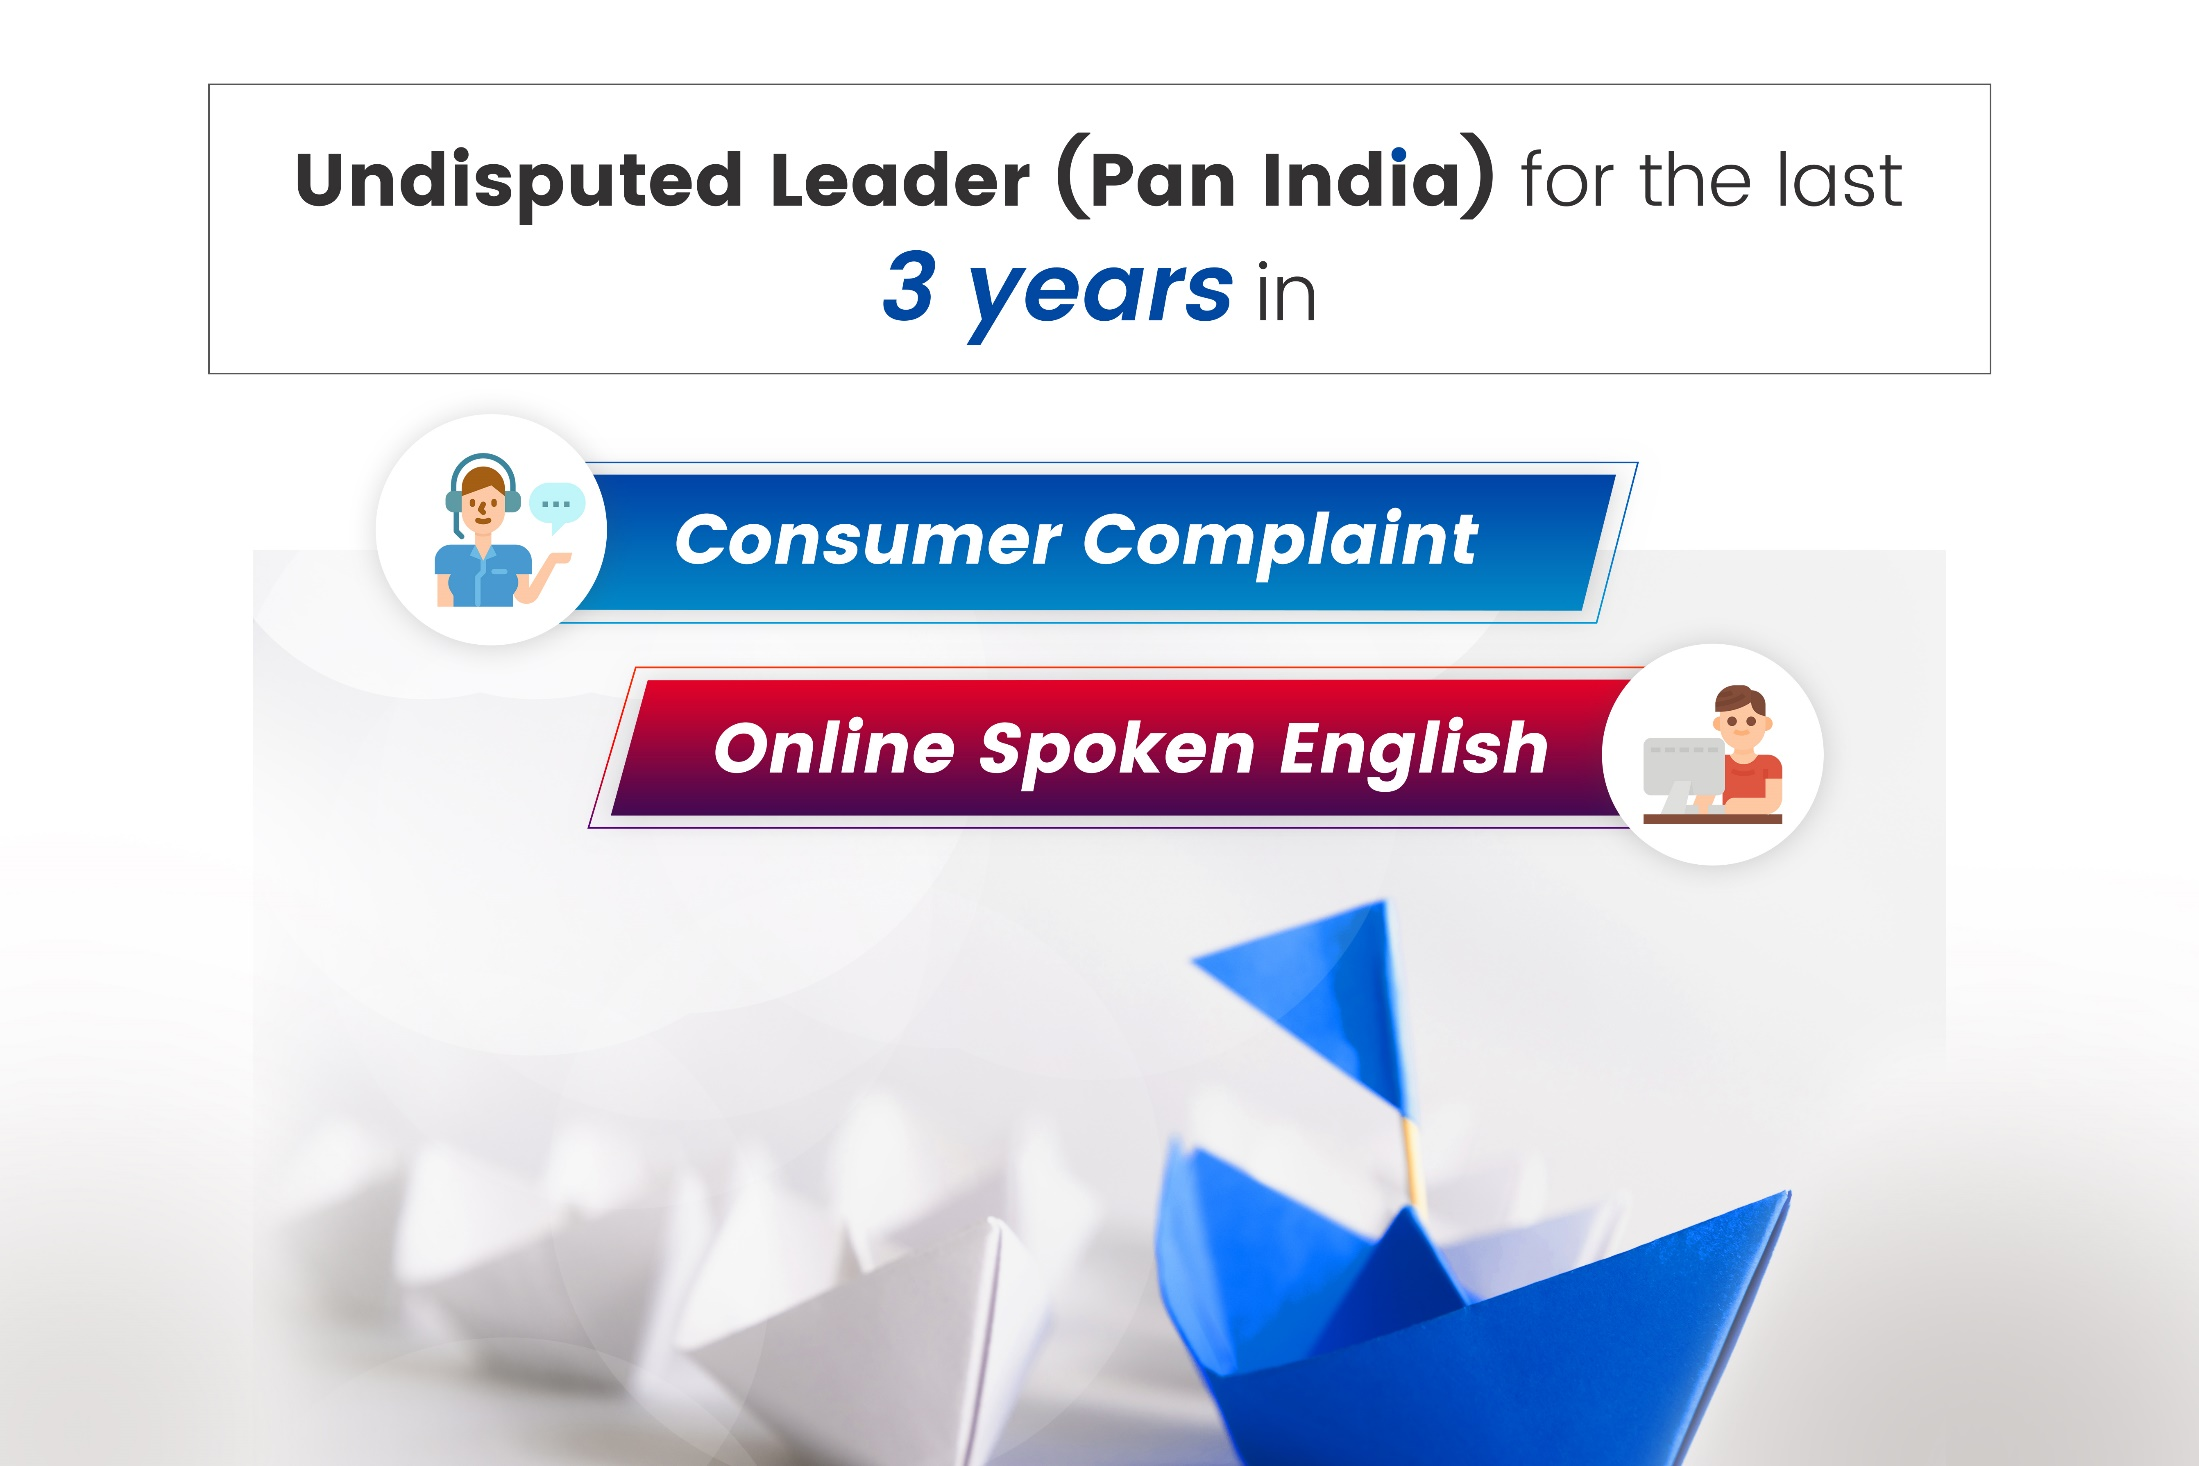 Undisputed Leader (Pan India) for the last
3 years in
Consumer Complaint
Online Spoken English